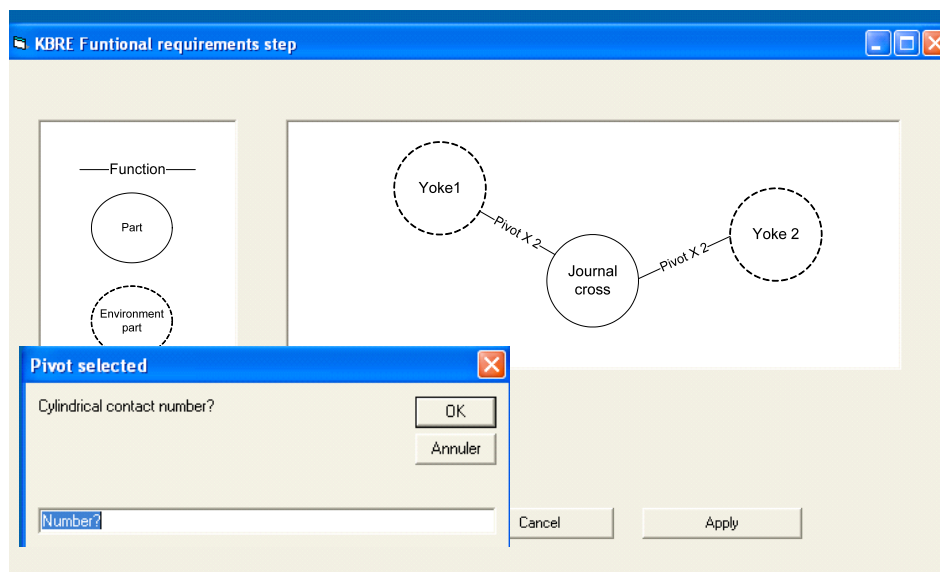 KBRE Funtional requirements step
Function
Part
Environment
part
Yoke1
Pivot X 2
Journal
cross
Pivot X 2
Yoke 2
Pivot selected
Cylindrical contact number?
OK
Annuler
Number?
Cancel
Apply